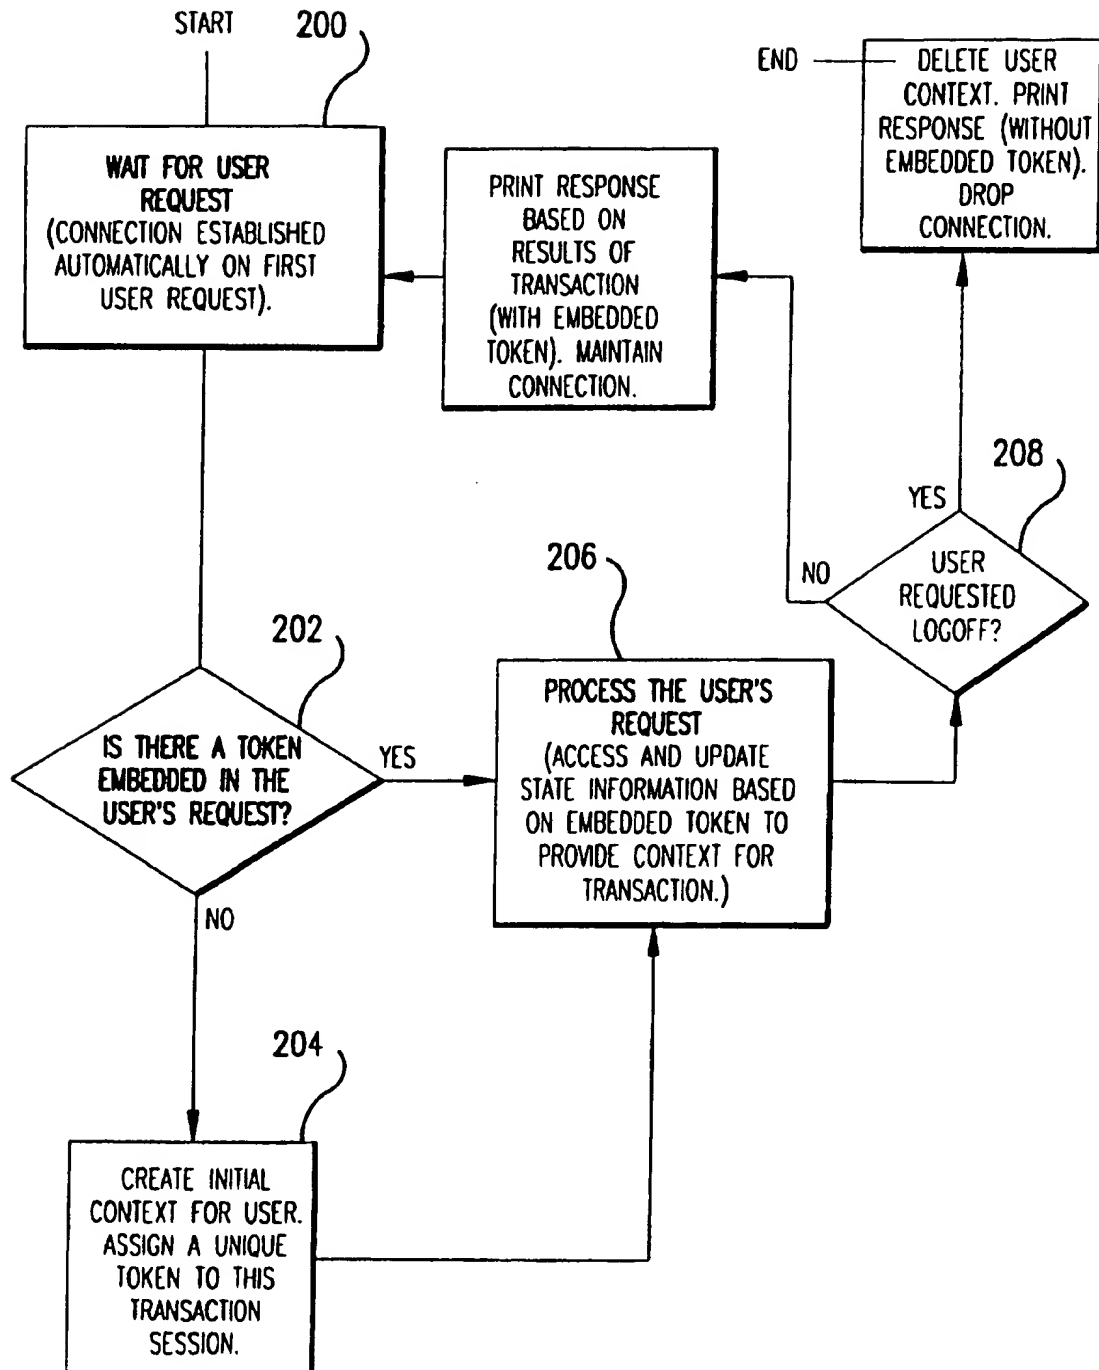 START
200
WAIT FOR USER
REQUEST
(CONNECTION ESTABLISHED
AUTOMATICALLY ON FIRST
USER REQUEST).
PRINT RESPONSE
BASED ON
RESULTS OF
TRANSACTION
(WITH EMBEDDED
TOKEN). MAINTAIN
CONNECTION.
END
DELETE USER
CONTEXT. PRINT
RESPONSE (WITHOUT
EMBEDDED TOKEN).
DROP
CONNECTION.
208
YES
NO
USER
REQUESTED
LOGOFF?
206
202
IS THERE A TOKEN
EMBEDDED IN THE
USER'S REQUEST?
YES
NO
PROCESS THE USER'S
REQUEST
(ACCESS AND UPDATE
STATE INFORMATION BASED
ON EMBEDDED TOKEN TO
PROVIDE CONTEXT FOR
TRANSACTION.)
204
CREATE INITIAL
CONTEXT FOR USER.
ASSIGN A UNIQUE
TOKEN TO THIS
TRANSACTION
SESSION.